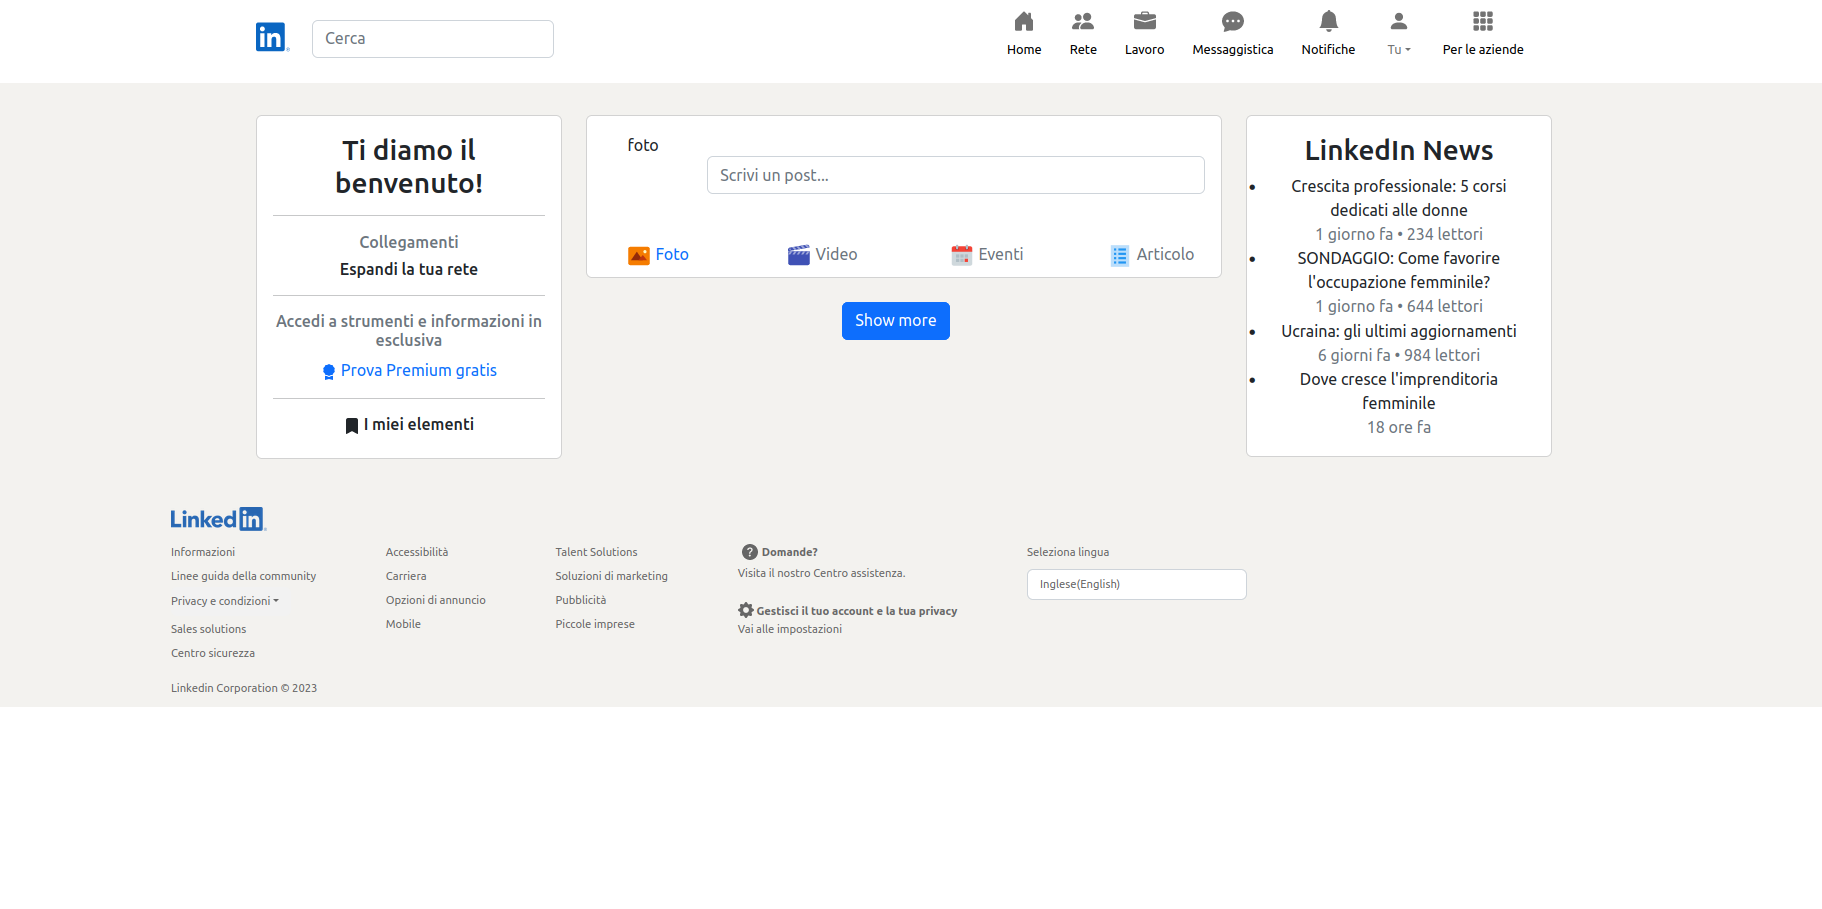 in
Cerca
Home
Rete
Lavoro
Messaggistica
Notifiche
Tu
Per le aziende
Ti diamo il
benvenuto!
Collegamenti
Espandi la tua rete
Accedi a strumenti e informazioni in
esclusiva
Prova Premium gratis
I miei elementi
foto
Scrivi un post...
Foto
Video
Eventi
Articolo
Show more
LinkedIn News
• Crescita professionale: 5 corsi
dedicati alle donne
1 giorno fa • 234 lettori
• SONDAGGIO: Come favorire
l'occupazione femminile?
1 giorno fa • 644 lettori
• Ucraina: gli ultimi aggiornamenti
6 giorni fa • 984 lettori
• Dove cresce l'imprenditoria
femminile
18 ore fa
Linkedin
Informazioni
Linee guida della community
Privacy e condizioni
Sales solutions
Centro sicurezza
Accessibilità
Carriera
Opzioni di annuncio
Mobile
Talent Solutions
Soluzioni di marketing
Pubblicità
Piccole imprese
? Domande?
Visita il nostro Centro assistenza.
Gestisci il tuo account e la tua privacy
Vai alle impostazioni
Seleziona lingua
Inglese(English)
Linkedin Corporation © 2023